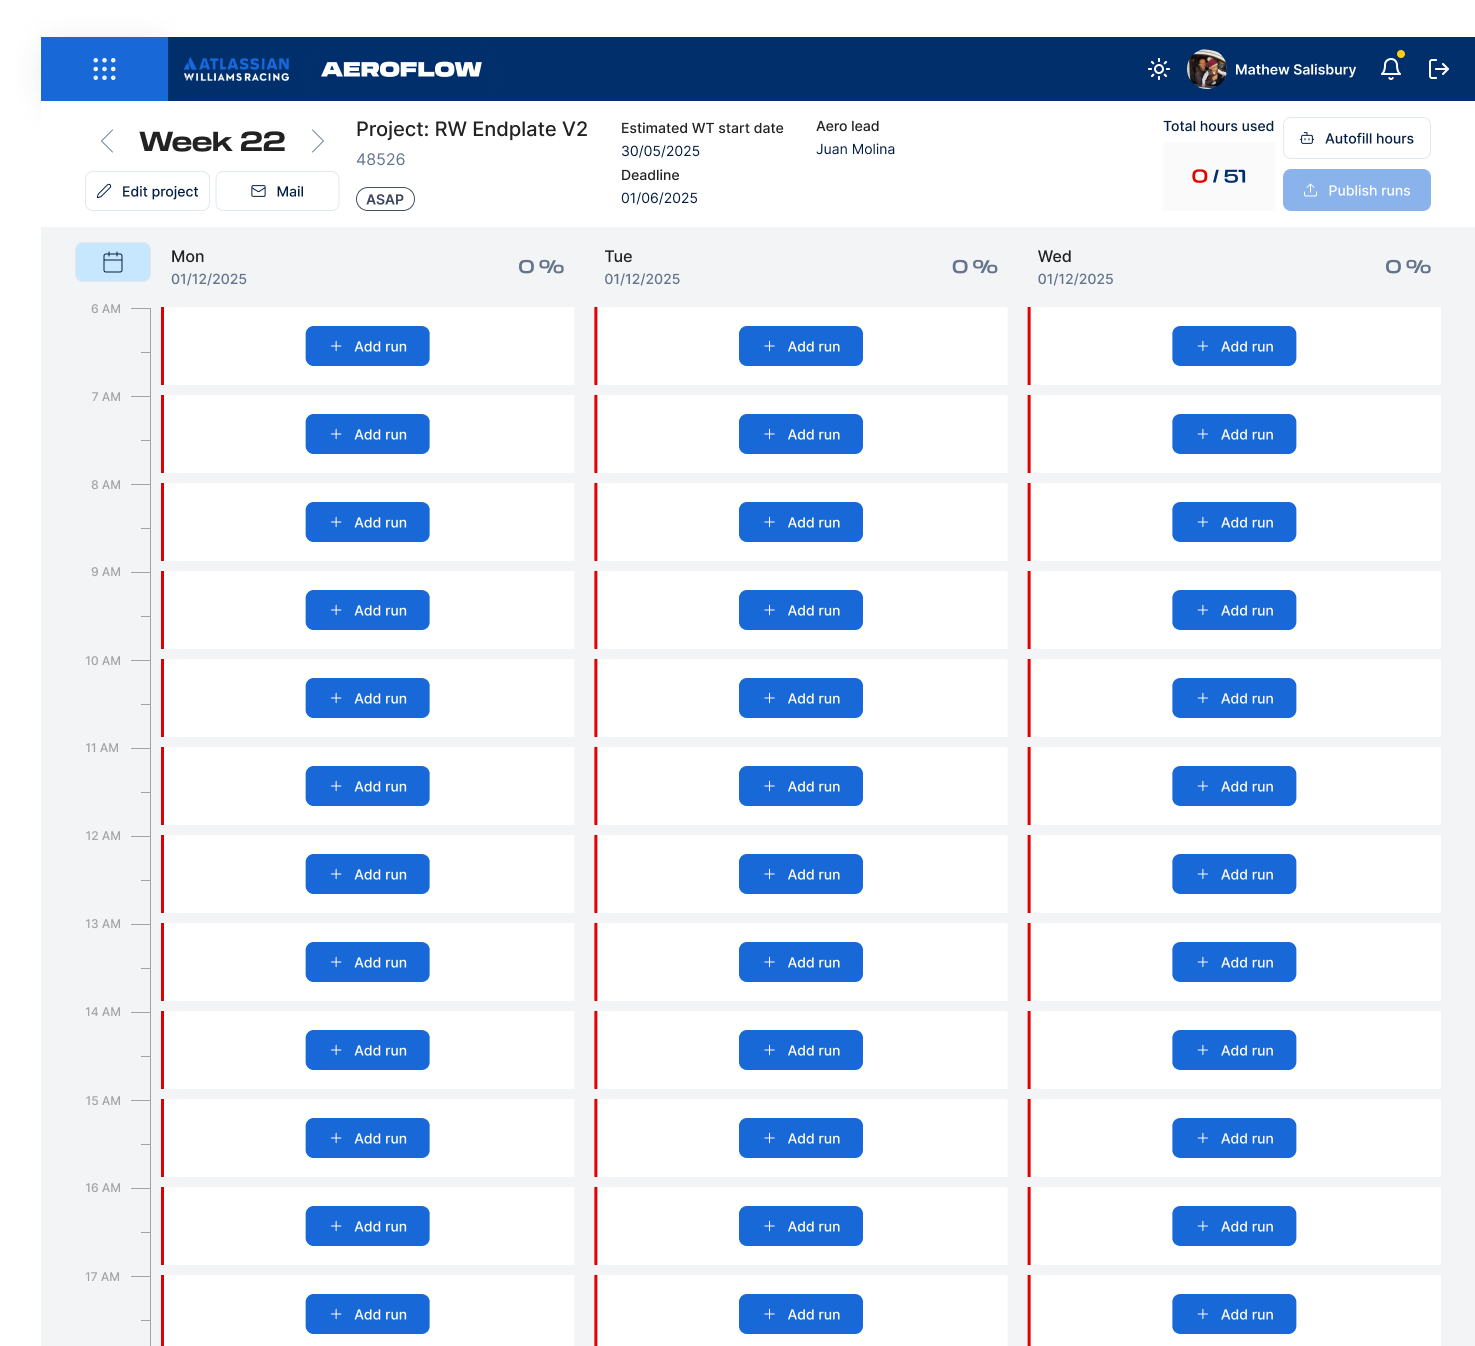 ATLASSIAN
WILLIAMS RACING
AEROFLOW
Mathew Salisbury
Week 22
Edit project
Mail
Project: RW Endplate V2
48526
ASAP
Estimated WT start date
30/05/2025
Deadline
01/06/2025
Aero lead
Juan Molina
Total hours used
0 / 51
Autofill hours
Publish runs
Mon
01/12/2025
0 %
Tue
01/12/2025
0 %
Wed
01/12/2025
0 %
6 AM
Add run
Add run
Add run
7 AM
Add run
Add run
Add run
8 AM
Add run
Add run
Add run
9 AM
Add run
Add run
Add run
10 AM
Add run
Add run
Add run
11 AM
Add run
Add run
Add run
12 AM
Add run
Add run
Add run
13 AM
Add run
Add run
Add run
14 AM
Add run
Add run
Add run
15 AM
Add run
Add run
Add run
16 AM
Add run
Add run
Add run
17 AM
Add run
Add run
Add run